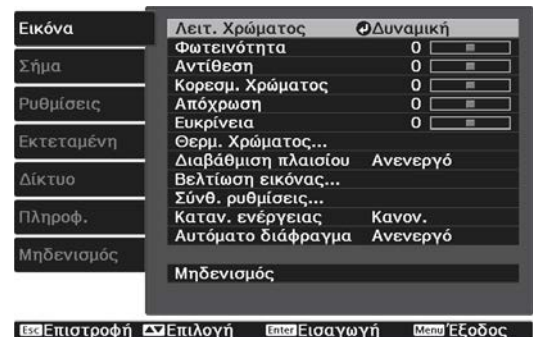 Εικόνα
Σήμα
Ρυθμίσεις
Εκτεταμένη
Δίκτυο
Πληροφ.
Μηδενισμός
Λειτ. Χρώματος Δυναμική
Φωτεινότητα 0
Αντίθεση 0
Κορεσμ. Χρώματος 0
Απόχρωση 0
Ευκρίνεια 0
Θερμ. Χρώματος...
Διαβάθμιση πλαισίου Ανενεργό
Βελτίωση εικόνας...
Σύνθ. ρυθμίσεις...
Καταν. ενέργειας Κανον.
Αυτόματο διάφραγμα Ανενεργό
Μηδενισμός
Esc Επιστροφή Επιλογή Enter Εισαγωγή Menu Έξοδος